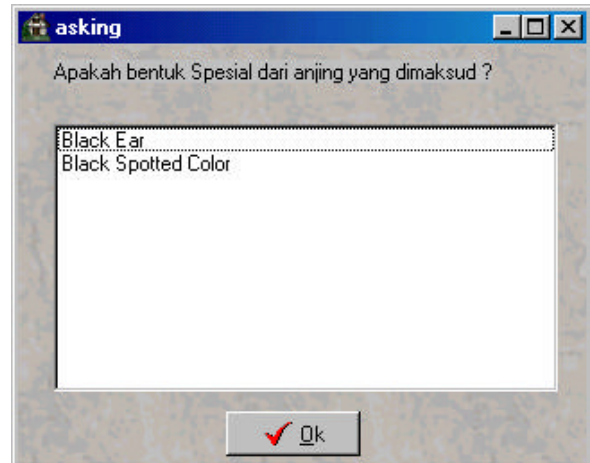 asking
Apakah bentuk Spesial dari anjing yang dimaksud ?
Black Ear
Black Spotted Color
Ok